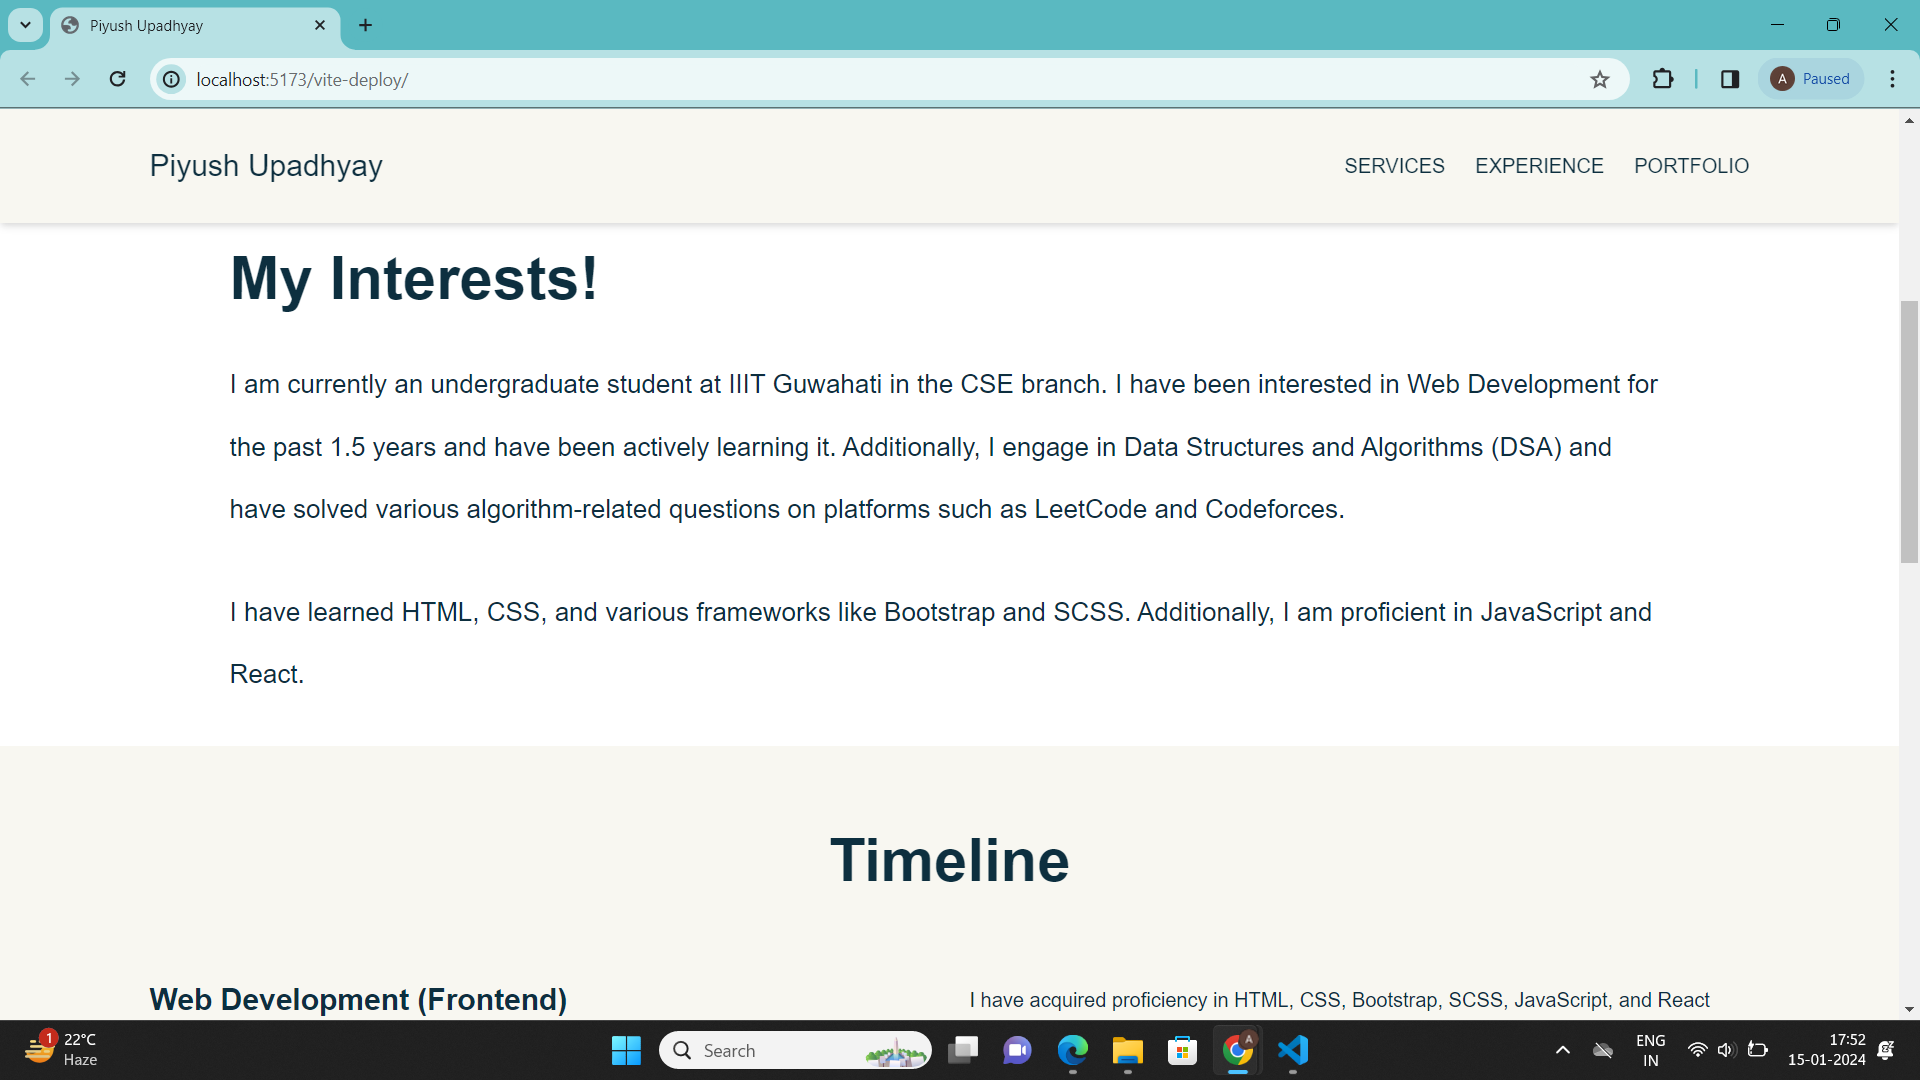 Piyush Upadhyay
localhost:5173/vite-deploy/
A Paused
Piyush Upadhyay
SERVICES EXPERIENCE PORTFOLIO
My Interests!
I am currently an undergraduate student at IIIT Guwahati in the CSE branch. I have been interested in Web Development for
the past 1.5 years and have been actively learning it. Additionally, I engage in Data Structures and Algorithms (DSA) and
have solved various algorithm-related questions on platforms such as LeetCode and Codeforces.
I have learned HTML, CSS, and various frameworks like Bootstrap and SCSS. Additionally, I am proficient in JavaScript and
React.
Timeline
Web Development (Frontend)
I have acquired proficiency in HTML, CSS, Bootstrap, SCSS, JavaScript, and React
1
22°C
Haze
Search
A
ENG
IN
17:52
15-01-2024